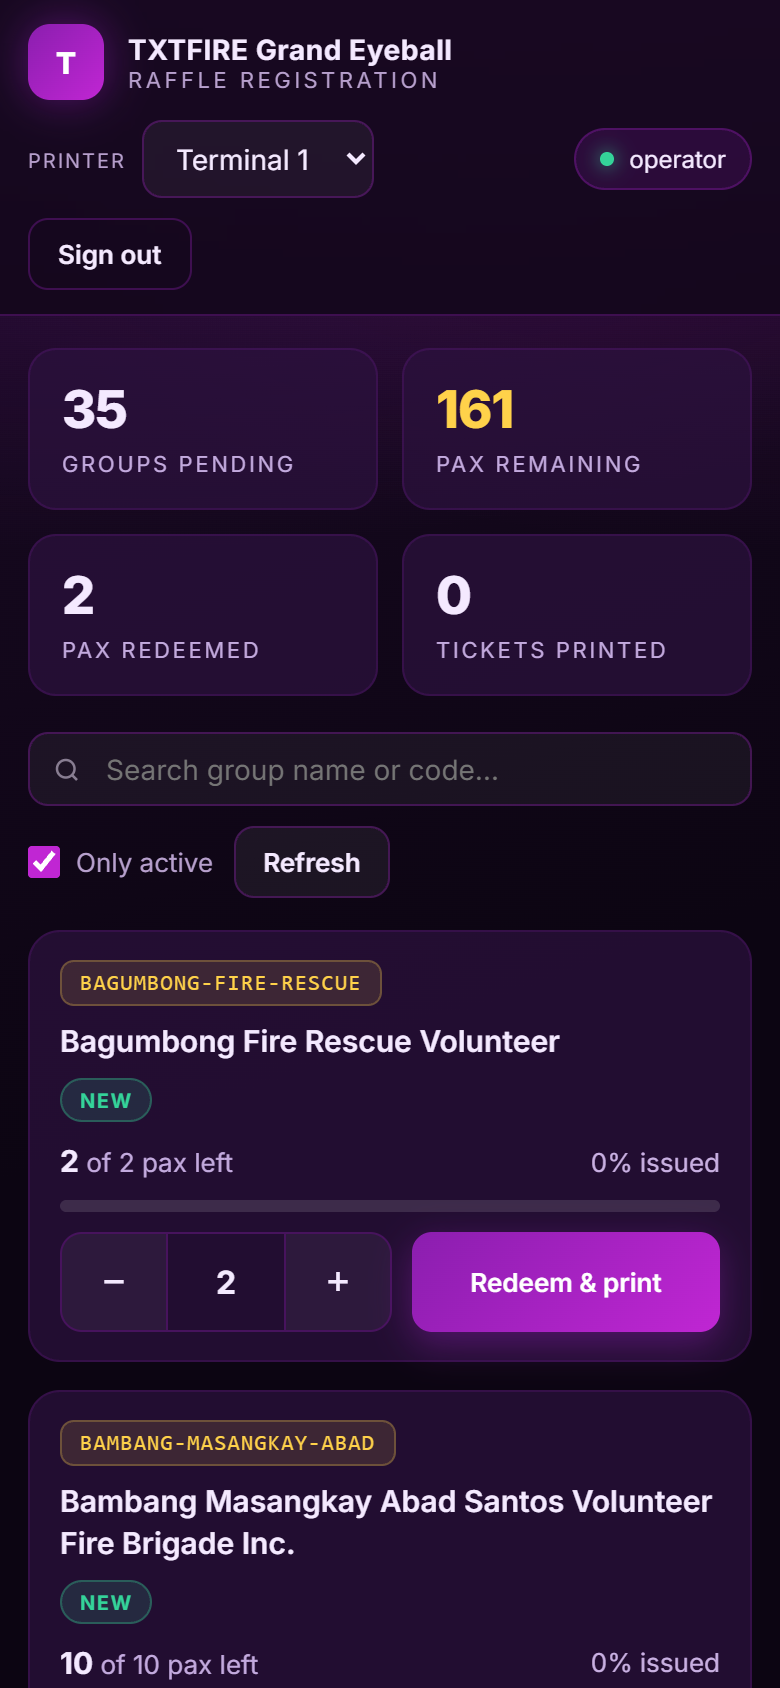 T
TXTFIRE Grand Eyeball
RAFFLE REGISTRATION
PRINTER
Terminal 1
operator
Sign out
35
GROUPS PENDING
161
PAX REMAINING
2
PAX REDEEMED
0
TICKETS PRINTED
Search group name or code...
Only active
Refresh
BAGUMBONG-FIRE-RESCUE
Bagumbong Fire Rescue Volunteer
NEW
2 of 2 pax left
0% issued
− 2 +
Redeem & print
BAMBANG-MASANGKAY-ABAD
Bambang Masangkay Abad Santos Volunteer
Fire Brigade Inc.
NEW
10 of 10 pax left
0% issued